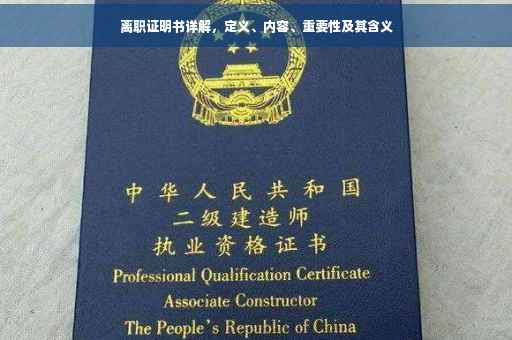 离职证明书详解，定义、内容、重要性及其含义
中华人民共和国
二级建造师
执业资格证书
Professional Qualification Certificate
Associate Constructor
The People's Republic of China